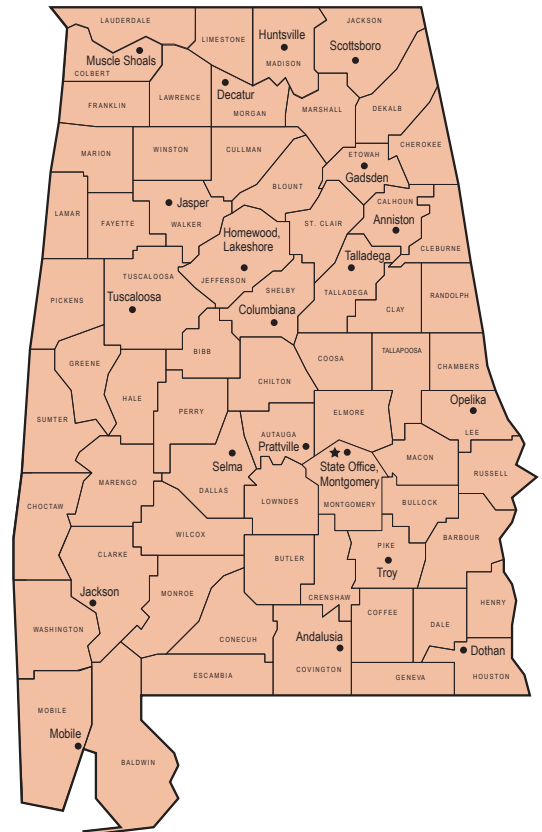 LAUDERDALE
JACKSON
LIMESTONE
Huntsville
Scottsboro
Muscle Shoals
MADISON
COLBERT
LAWRENCE
Decatur
FRANKLIN
MORGAN
MARSHALL
DEKALB
MARION
WINSTON
CULLMAN
ETOWAH
CHEROKEE
Gadsden
BLOUNT
Jasper
CALHOUN
LAMAR
FAYETTE
WALKER
ST. CLAIR
Anniston
Homewood,
Lakeshore
CLEBURNE
Talladega
TUSCALOOSA
JEFFERSON
SHELBY
TALLADEGA
RANDOLPH
PICKENS
Tuscaloosa
Columbiana
CLAY
BIBB
COOSA
TALLAPOOSA
GREENE
CHAMBERS
CHILTON
HALE
Opelika
PERRY
ELMORE
SUMTER
AUTAUGA
LEE
Prattville
MACON
Selma
State Office,
Montgomery
RUSSELL
MARENGO
DALLAS
LOWNDES
MONTGOMERY
BULLOCK
CHOCTAW
WILCOX
BARBOUR
PIKE
CLARKE
BUTLER
Troy
Jackson
MONROE
CRENSHAW
HENRY
COFFEE
WASHINGTON
DALE
CONECUH
Andalusia
Dothan
COVINGTON
ESCAMBIA
GENEVA
HOUSTON
MOBILE
Mobile
BALDWIN